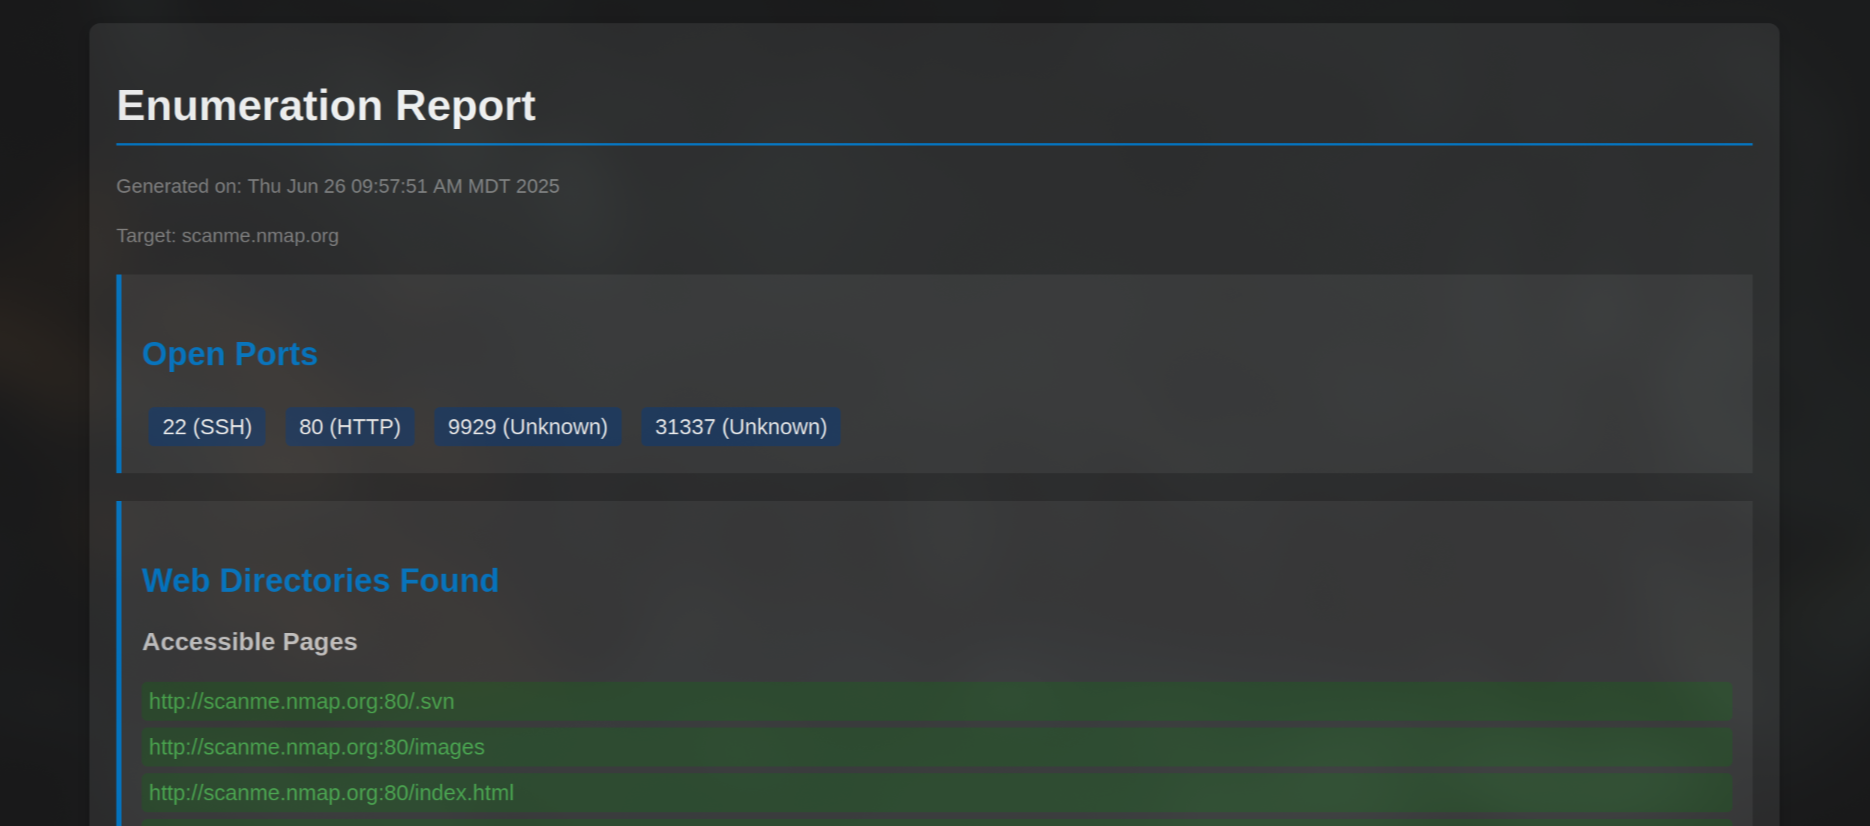 Enumeration Report
Generated on: Thu Jun 26 09:57:51 AM MDT 2025
Target: scanme.nmap.org
Open Ports
22 (SSH) 80 (HTTP) 9929 (Unknown) 31337 (Unknown)
Web Directories Found
Accessible Pages
http://scanme.nmap.org:80/.svn
http://scanme.nmap.org:80/images
http://scanme.nmap.org:80/index.html